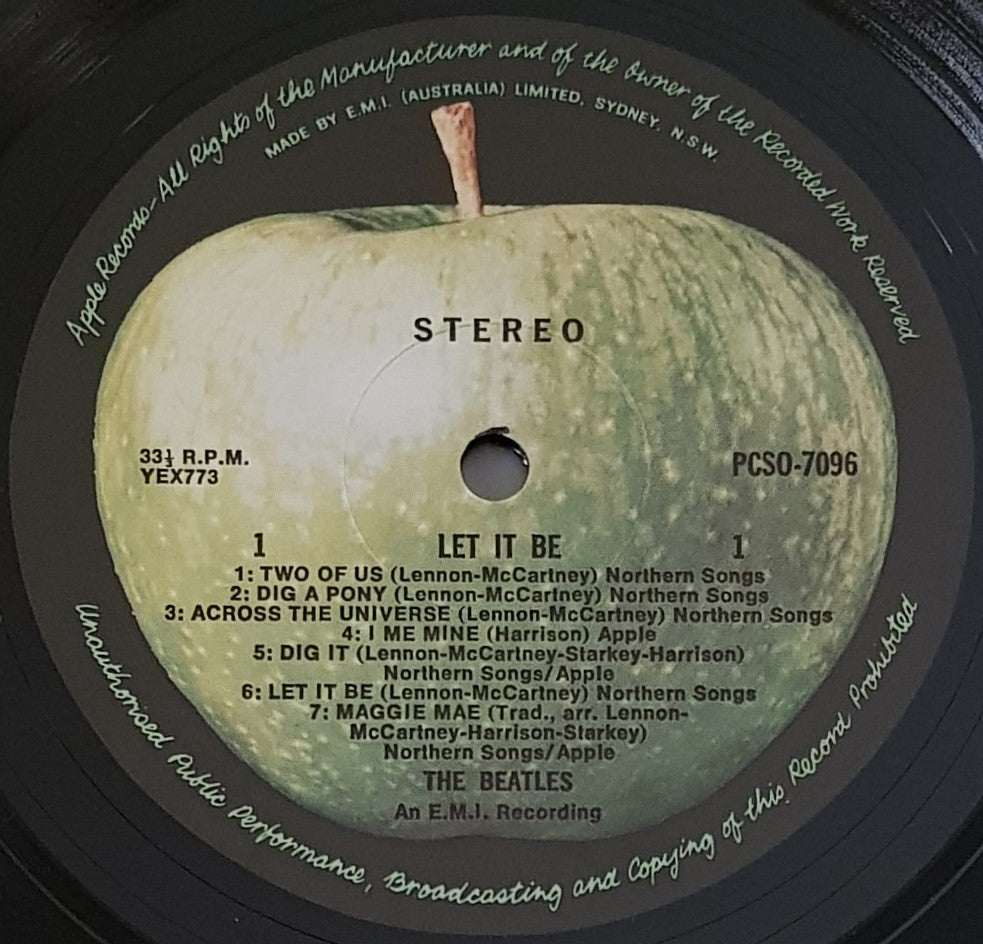 Apple Records-All Rights of the Manufacturer and of the Owner of the Recorded Work Reserved
MADE BY E.M.I. (AUSTRALIA) LIMITED, SYDNEY, N.S.W.
STEREO
33⅓ R.P.M.
YEX773
PCSO-7096
1 LET IT BE 1
1: TWO OF US (Lennon-McCartney) Northern Songs
2: DIG A PONY (Lennon-McCartney) Northern Songs
3: ACROSS THE UNIVERSE (Lennon-McCartney) Northern Songs
4: I ME MINE (Harrison) Apple
5: DIG IT (Lennon-McCartney-Starkey-Harrison)
Northern Songs/Apple
6: LET IT BE (Lennon-McCartney) Northern Songs
7: MAGGIE MAE (Trad., arr. Lennon-
McCartney-Harrison-Starkey)
Northern Songs/Apple
THE BEATLES
An E.M.I. Recording
Unauthorised Public Performance, Broadcasting and Copying of this Record Prohibited